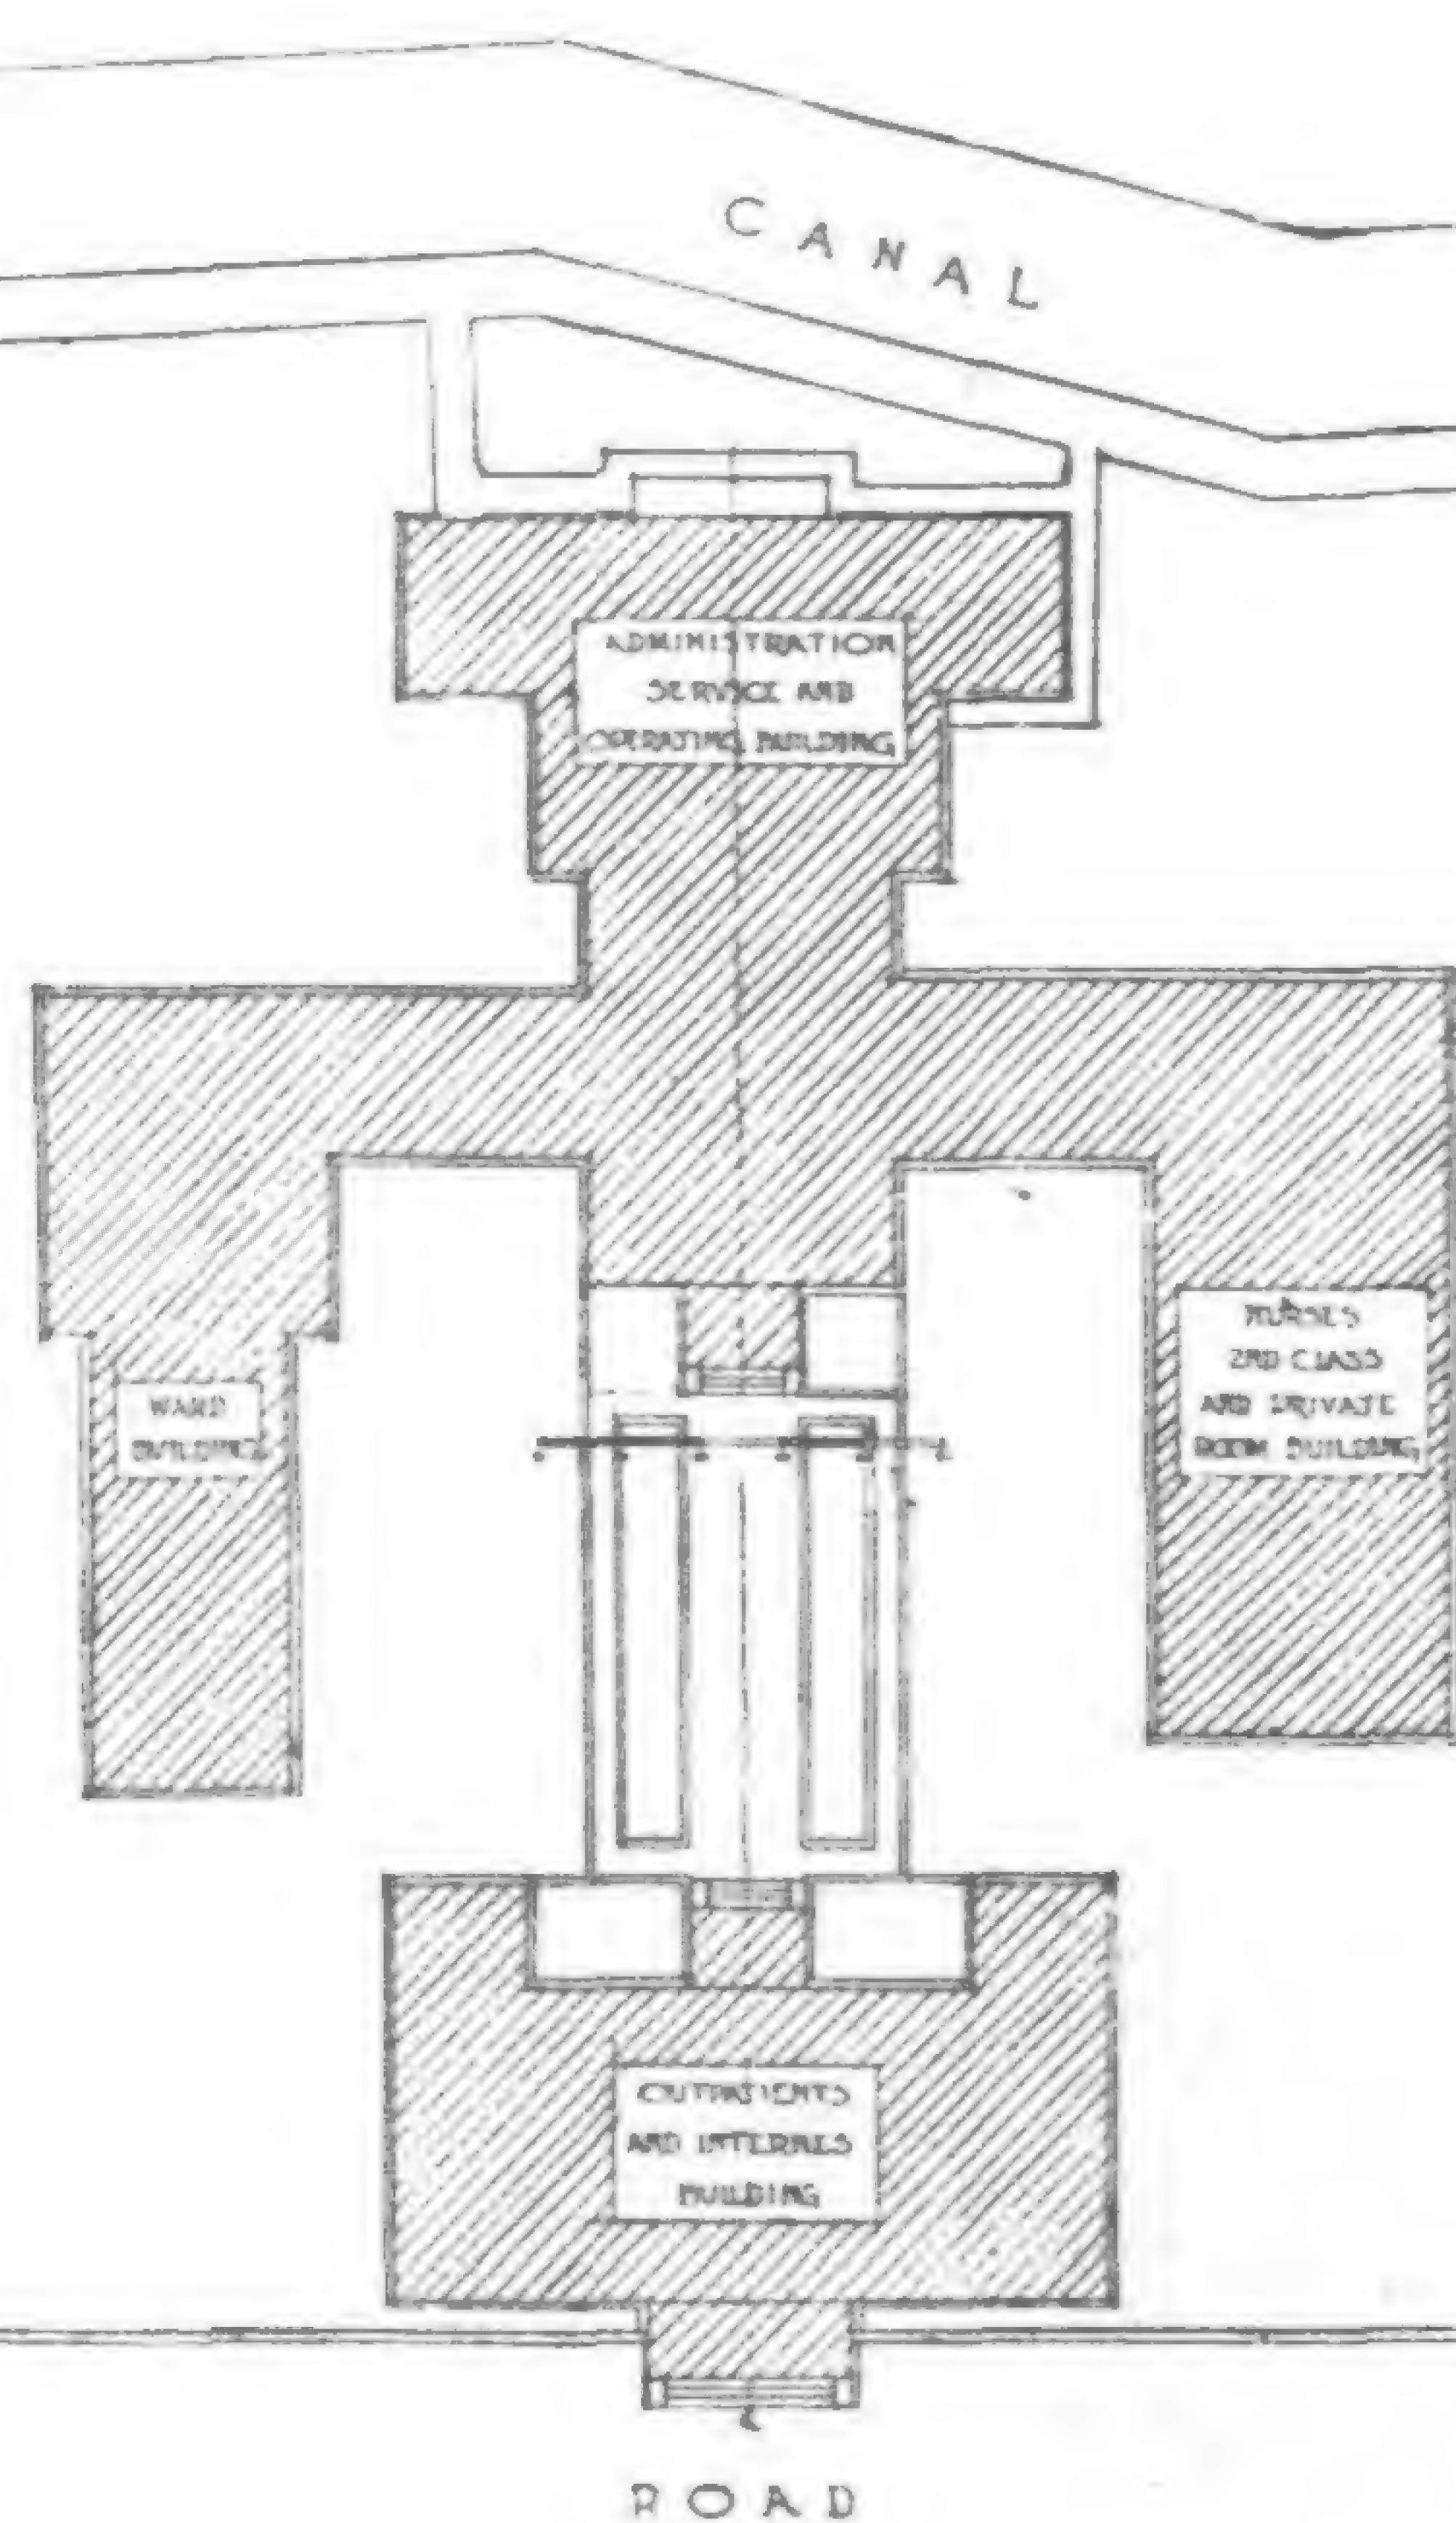 CANAL
ADMINISTRATION
SERVICE AND
OPERATING BUILDING
NURSES
2ND CLASS
AND PRIVATE
ROOM BUILDING
WARD
BUILDING
OUTPATIENTS
AND INTERNES
BUILDING
ROAD